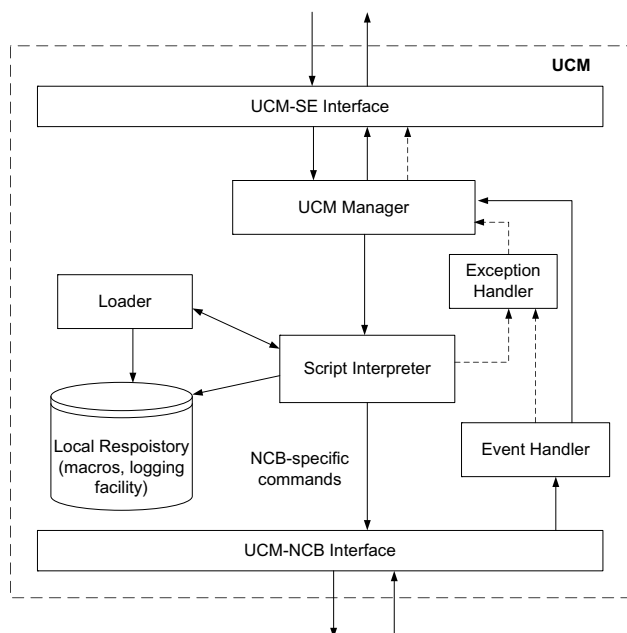 UCM
UCM-SE Interface
UCM Manager
Exception
Handler
Loader
Script Interpreter
Local Respoistory
(macros, logging
facility)
NCB-specific
commands
Event Handler
UCM-NCB Interface